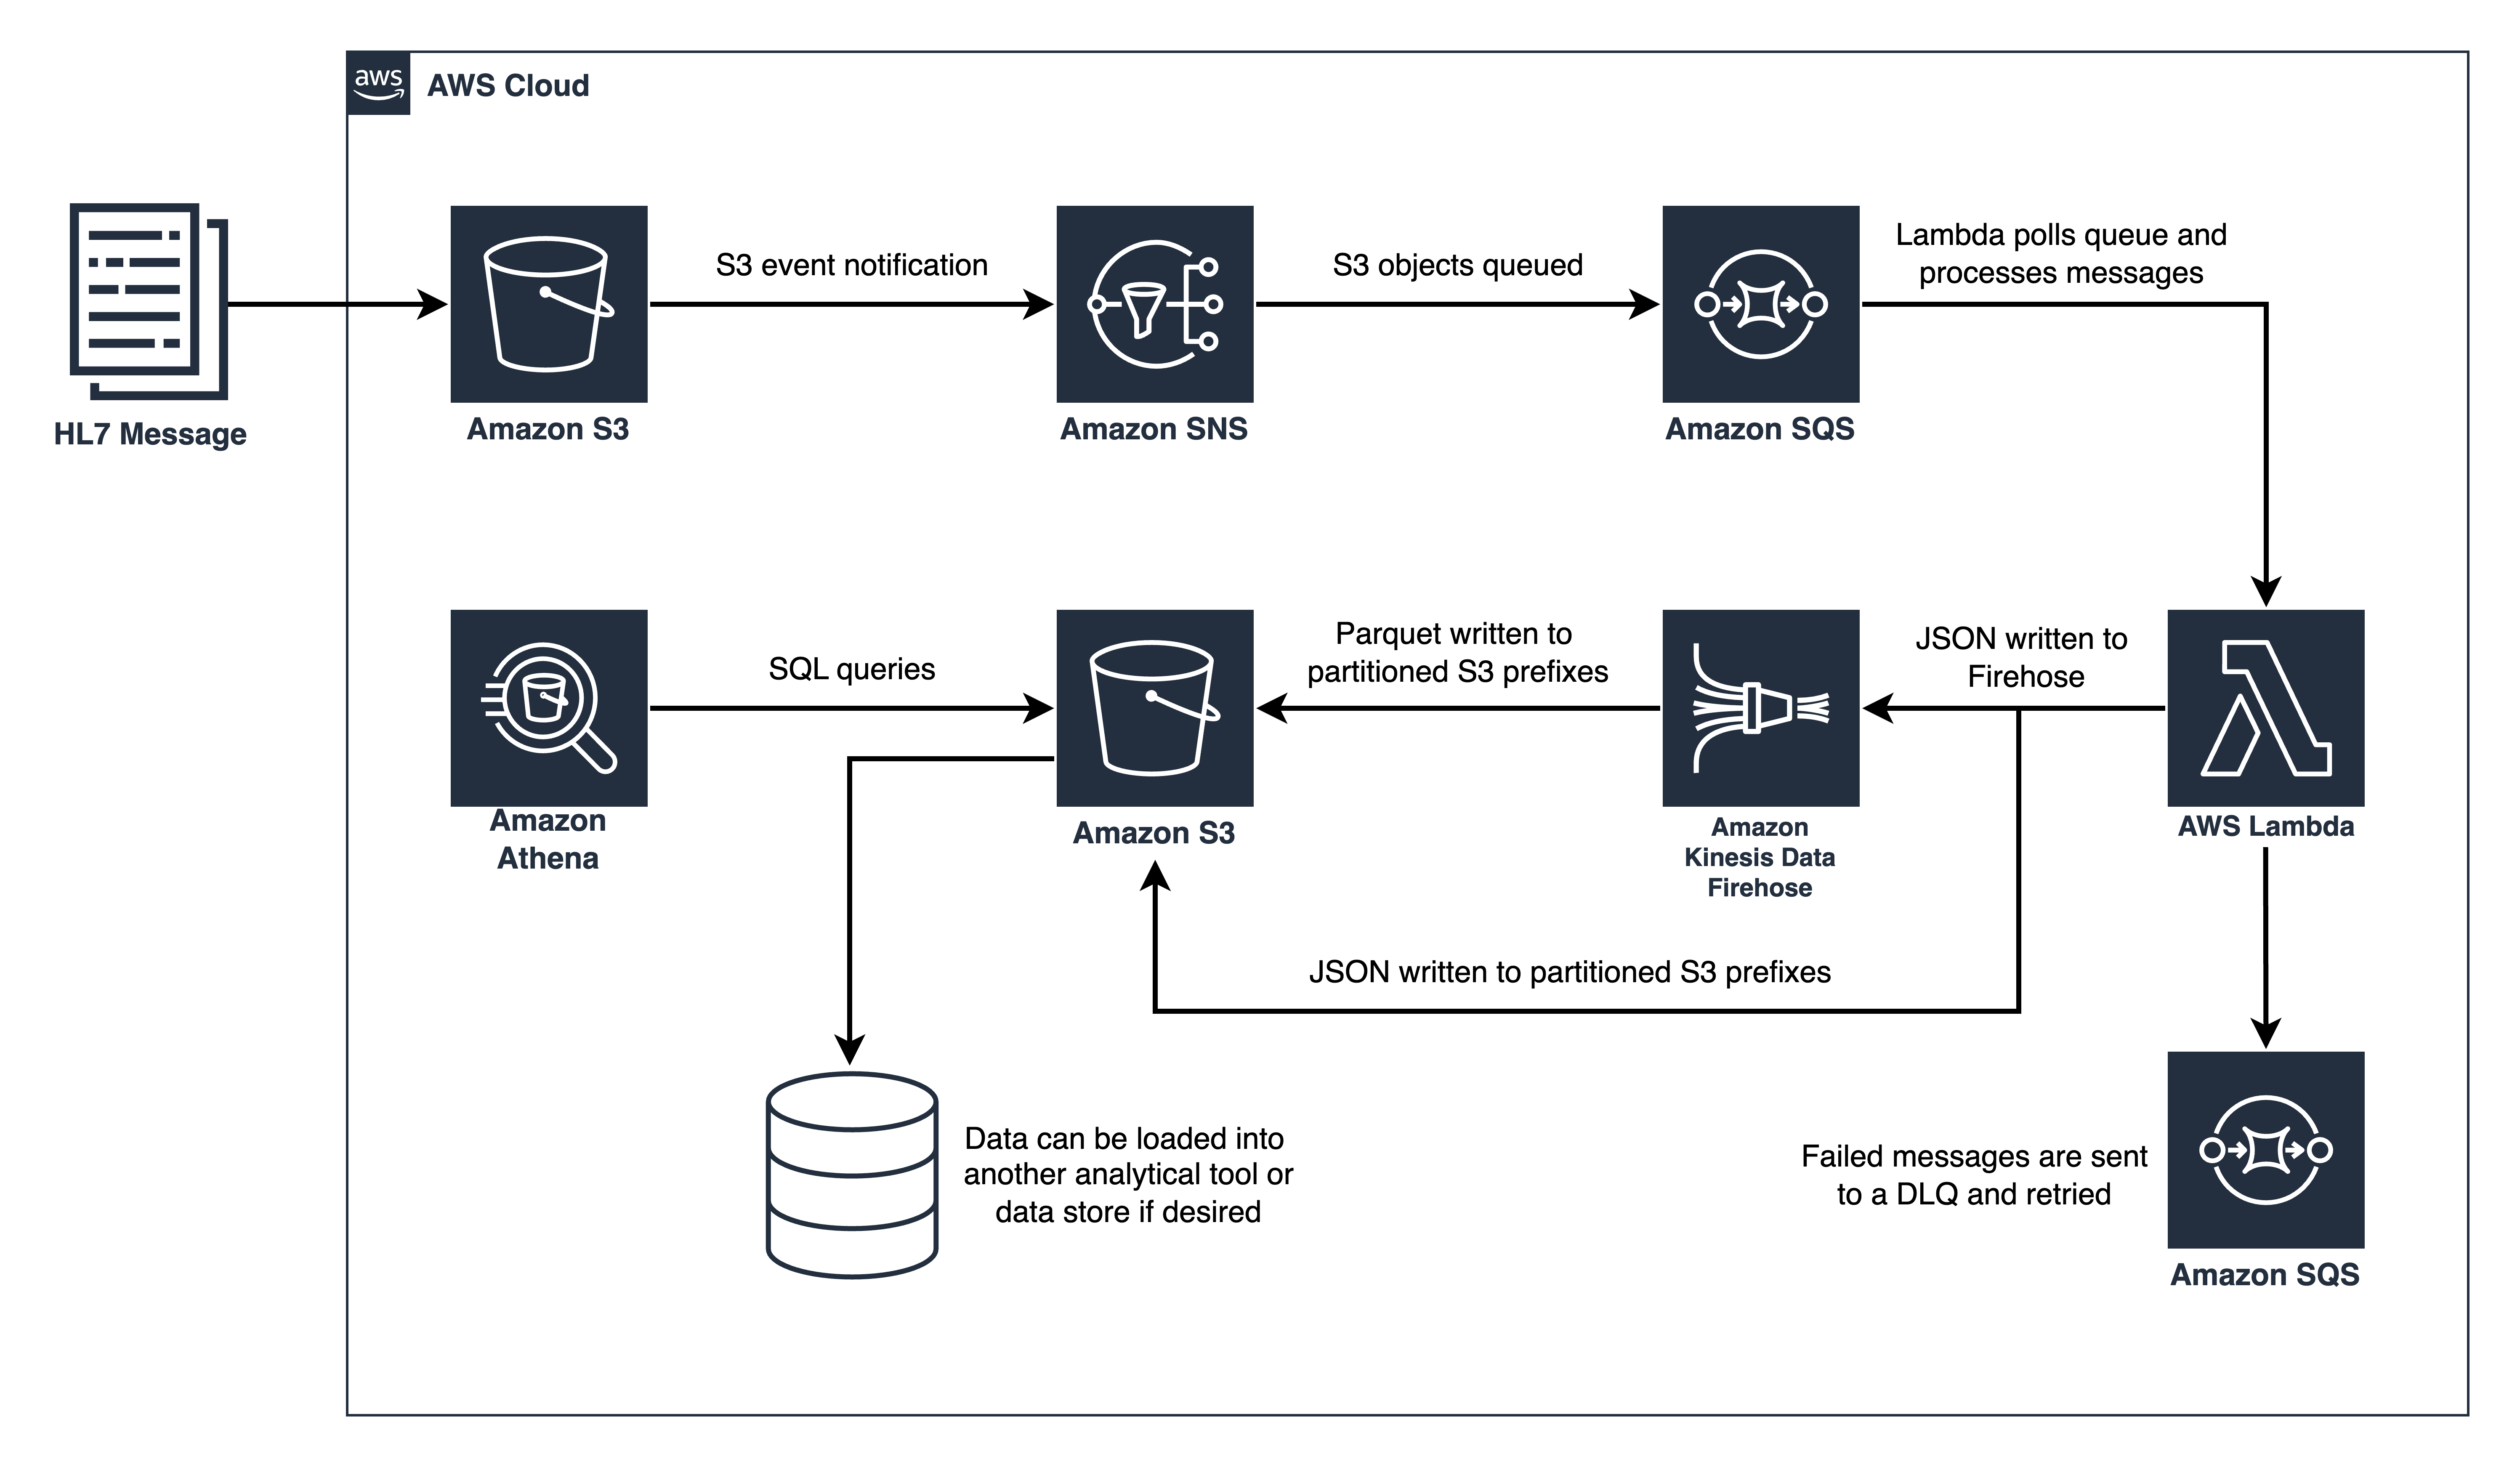 aws
AWS Cloud
HL7 Message
Amazon S3
S3 event notification
Amazon SNS
S3 objects queued
Amazon SQS
Lambda polls queue and
processes messages
Amazon
Athena
SQL queries
Amazon S3
Parquet written to
partitioned S3 prefixes
Amazon
Kinesis Data
Firehose
JSON written to
Firehose
AWS Lambda
JSON written to partitioned S3 prefixes
Data can be loaded into
another analytical tool or
data store if desired
Failed messages are sent
to a DLQ and retried
Amazon SQS